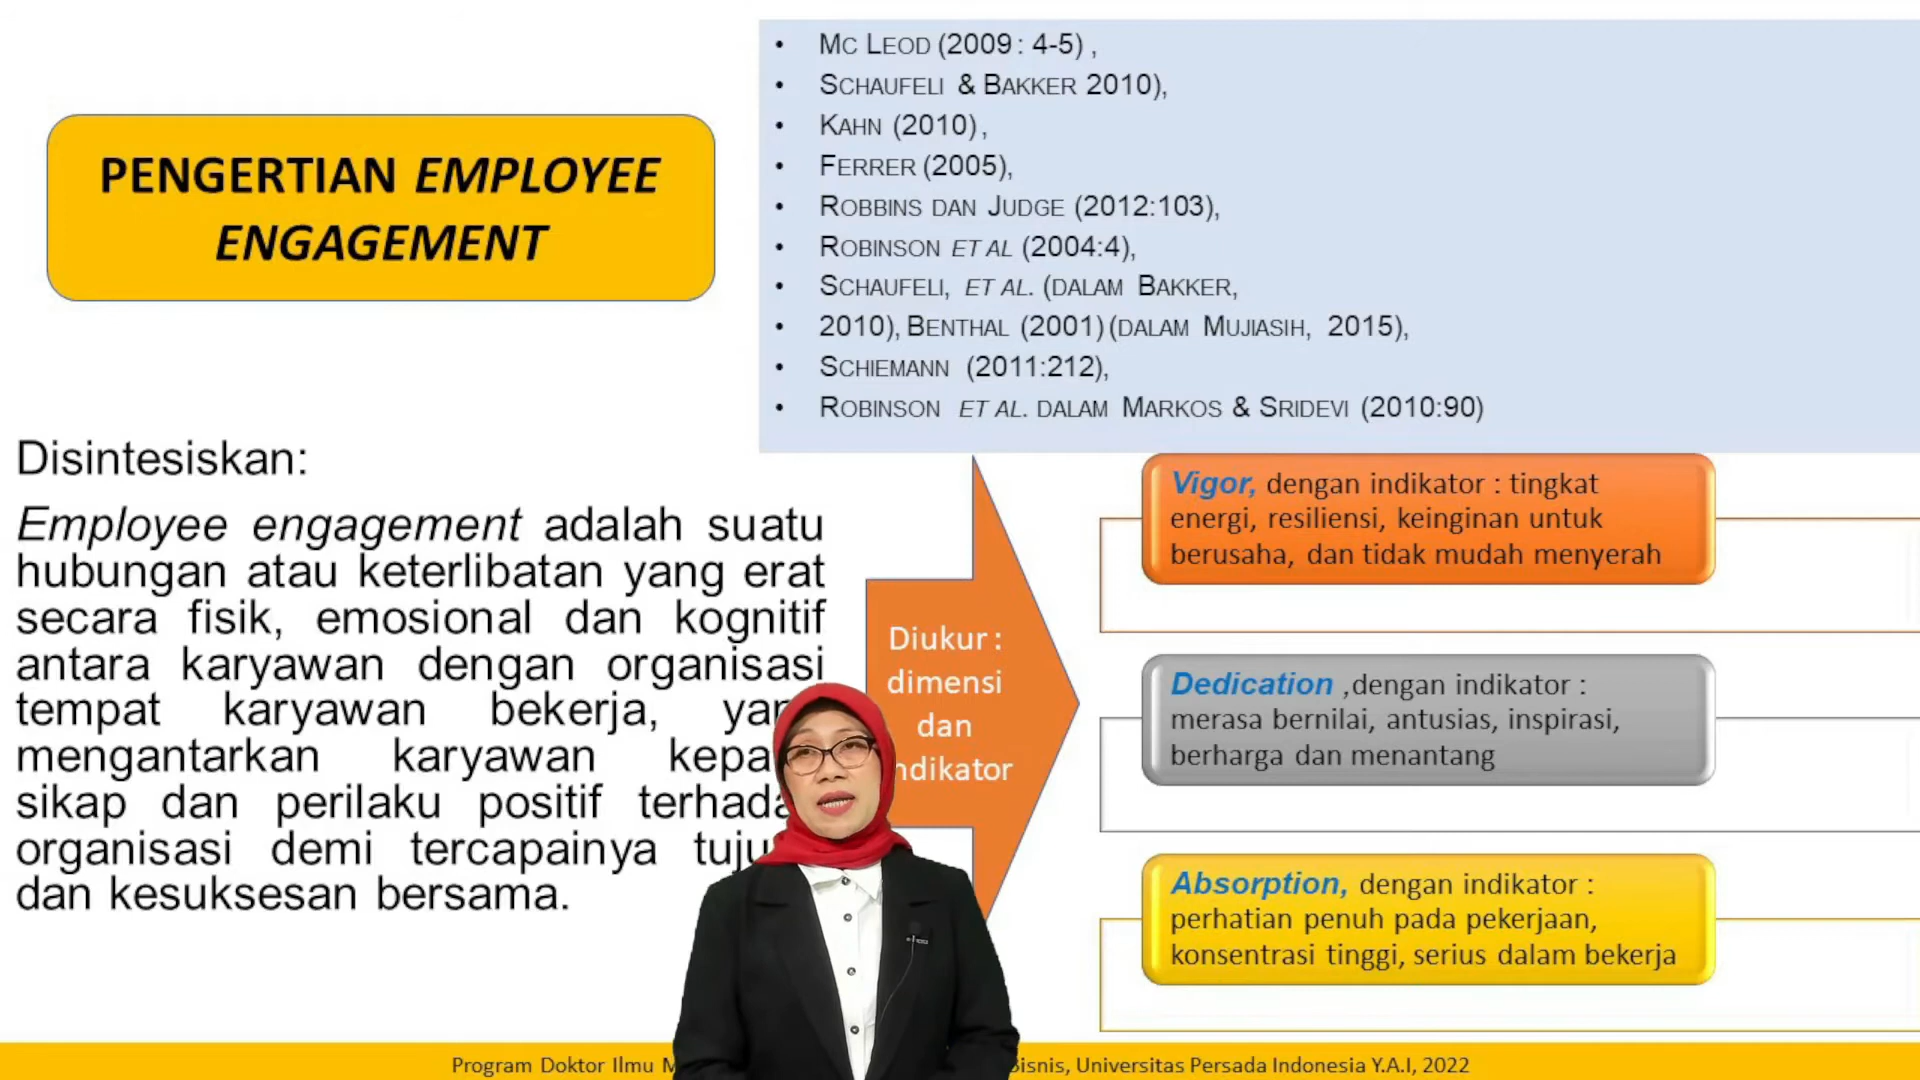 PENGERTIAN EMPLOYEE
ENGAGEMENT
• MC LEOD (2009: 4-5),
• SCHAUFELI & BAKKER 2010),
• KAHN (2010),
• FERRER (2005),
• ROBBINS DAN JUDGE (2012:103),
• ROBINSON ET AL (2004:4),
• SCHAUFELI, ET AL. (DALAM BAKKER,
• 2010), BENTHAL (2001) (DALAM MUJIASIH, 2015),
• SCHIEMANN (2011:212),
• ROBINSON ET AL. DALAM MARKOS & SRIDEVI (2010:90)
Disintesiskan:
Employee engagement adalah suatu
hubungan atau keterlibatan yang erat
secara fisik, emosional dan kognitif
antara karyawan dengan organisasi
tempat karyawan bekerja,
mengantarkan karyawan
sikap dan perilaku positif
organisasi demi tercapainya
dan kesuksesan bersama.
Diukur :
dimensi
dan
Vigor, dengan indikator : tingkat
energi, resiliensi, keinginan untuk
berusaha, dan tidak mudah menyerah
Dedication ,dengan indikator :
merasa bernilai, antusias, inspirasi,
berharga dan menantang
Absorption, dengan indikator :
perhatian penuh pada pekerjaan,
konsentrasi tinggi, serius dalam bekerja
Program Doktor Ilmu Bisnis, Universitas Persada Indonesia Y.A.I, 2022